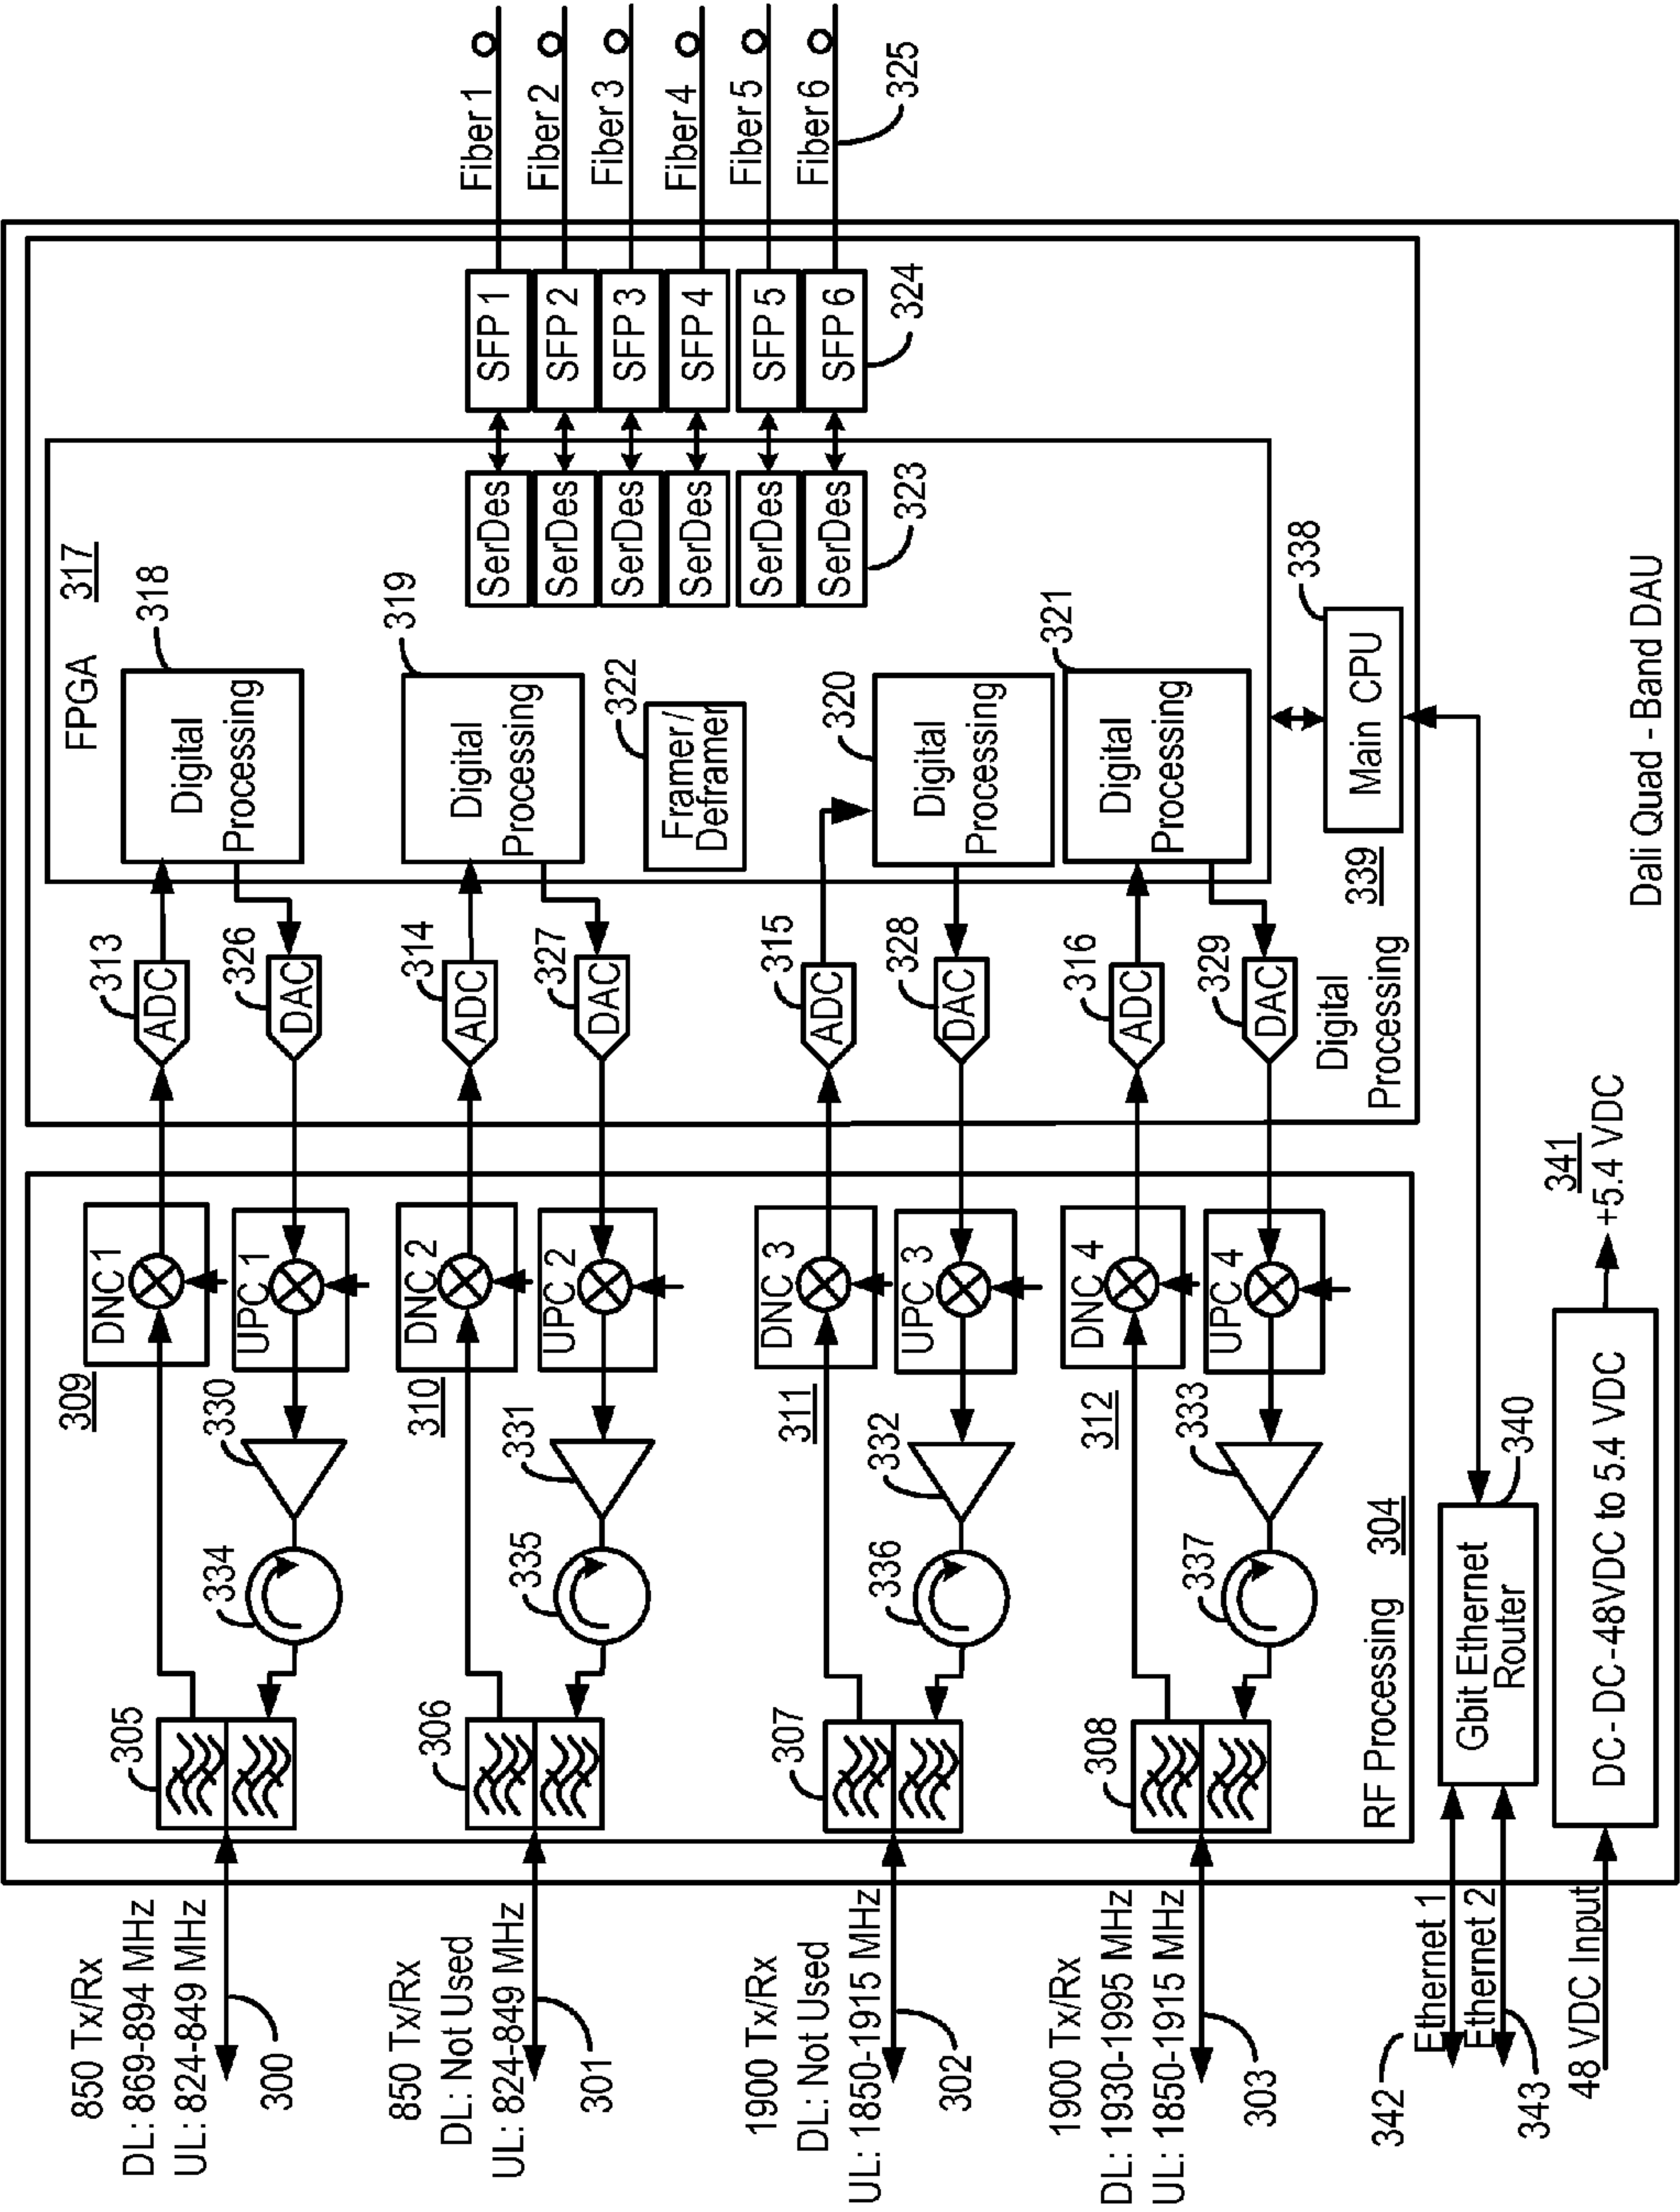 850 Tx/Rx
DL: 869-894 MHz
UL: 824-849 MHz
300
850 Tx/Rx
DL: Not Used
UL: 824-849 MHz
301
1900 Tx/Rx
DL: Not Used
UL: 1850-1915 MHz
302
1900 Tx/Rx
DL: 1930-1995 MHz
UL: 1850-1915 MHz
303
342
Ethernet 1
Ethernet 2
343
48 VDC Input
305
334
330
309
DNC 1
UPC 1
306
335
331
310
DNC 2
UPC 2
307
336
332
311
DNC 3
UPC 3
308
337
333
312
DNC 4
UPC 4
RF Processing
304
Gbit Ethernet
Router
340
DC-DC-48VDC to 5.4 VDC
341
+5.4 VDC
313
ADC
326
DAC
314
ADC
327
DAC
315
ADC
328
DAC
316
ADC
329
DAC
Digital
Processing
339
FPGA
317
318
Digital
Processing
319
Digital
Processing
322
Framer /
Deframer
320
Digital
Processing
321
Digital
Processing
Main CPU
338
SerDes
SerDes
SerDes
SerDes
SerDes
SerDes
323
SFP 1
SFP 2
SFP 3
SFP 4
SFP 5
SFP 6
324
Fiber 1
Fiber 2
Fiber 3
Fiber 4
Fiber 5
Fiber 6
325
Dali Quad - Band DAU